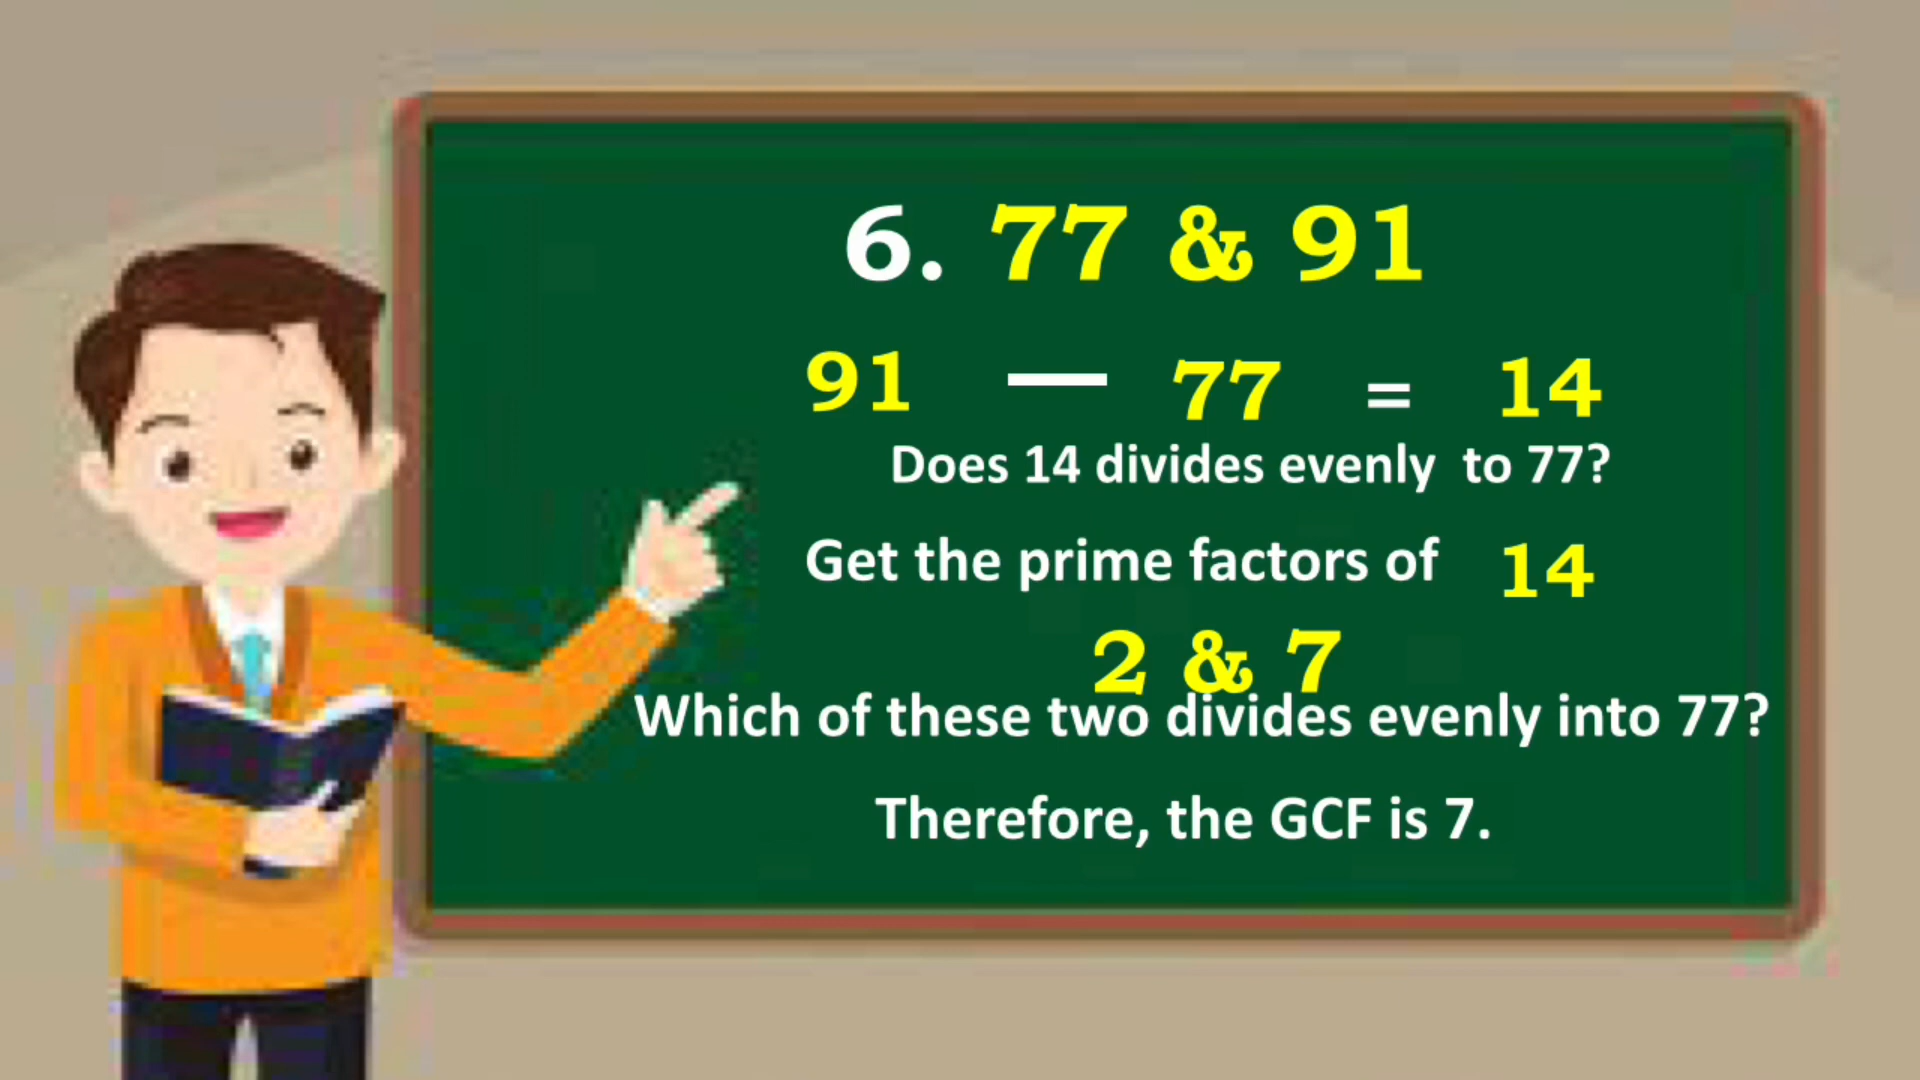 6. 77 & 91
91 — 77 = 14
Does 14 divides evenly to 77?
Get the prime factors of 14
2 & 7
Which of these two divides evenly into 77?
Therefore, the GCF is 7.